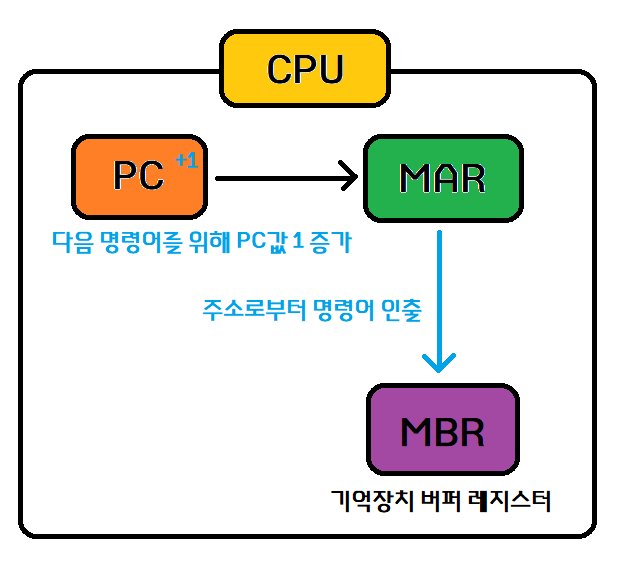 CPU
PC +1
MAR
다음 명령어를 위해 PC값 1 증가
주소로부터 명령어 인출
MBR
기억장치 버퍼 레지스터